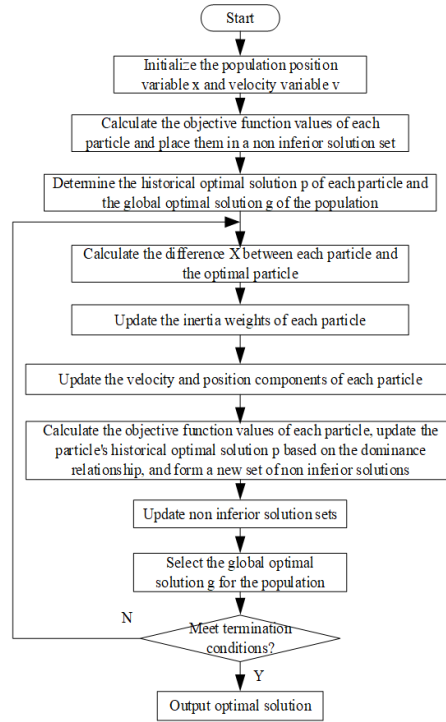 Start
Initialize the population position
variable x and velocity variable v
Calculate the objective function values of each
particle and place them in a non inferior solution set
Determine the historical optimal solution p of each particle and
the global optimal solution g of the population
Calculate the difference X between each particle and
the optimal particle
Update the inertia weights of each particle
Update the velocity and position components of each particle
Calculate the objective function values of each particle, update the
particle's historical optimal solution p based on the dominance
relationship, and form a new set of non inferior solutions
Update non inferior solution sets
Select the global optimal
solution g for the population
N
Meet termination
conditions?
Y
Output optimal solution